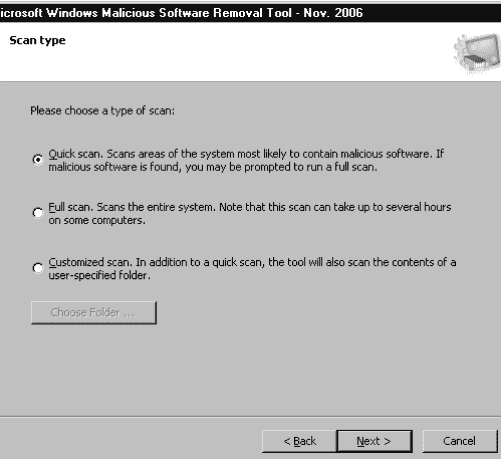 icrosoft Windows Malicious Software Removal Tool - Nov. 2006
Scan type
Please choose a type of scan:
Quick scan. Scans areas of the system most likely to contain malicious software. If
malicious software is found, you may be prompted to run a full scan.
Full scan. Scans the entire system. Note that this scan can take up to several hours
on some computers.
Customized scan. In addition to a quick scan, the tool will also scan the contents of a
user-specified folder.
Choose Folder ...
< Back Next > Cancel